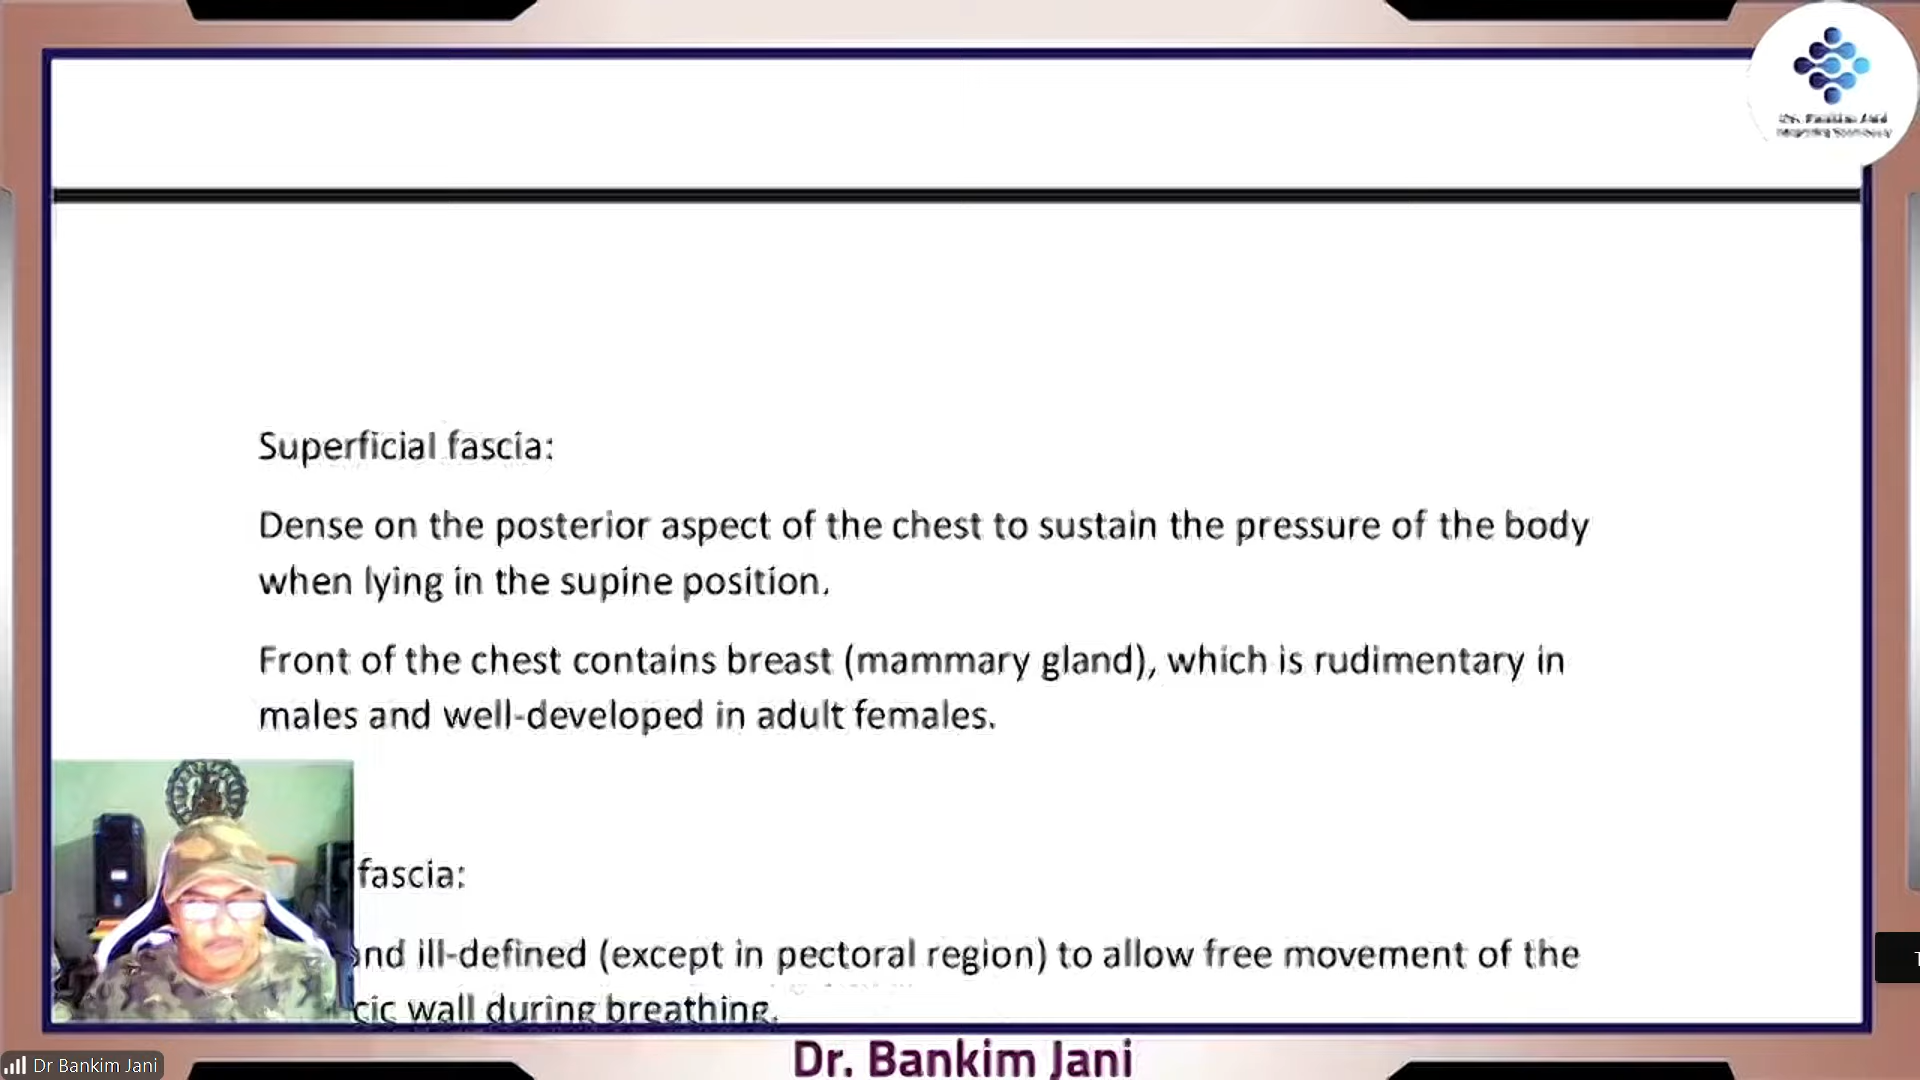 Superficial fascia:
Dense on the posterior aspect of the chest to sustain the pressure of the body
when lying in the supine position.
Front of the chest contains breast (mammary gland), which is rudimentary in
males and well-developed in adult females.
fascia:
ill-defined (except in pectoral region) to allow free movement of the
wall during breathing.
Dr. Bankim Jani
Dr Bankim Jani